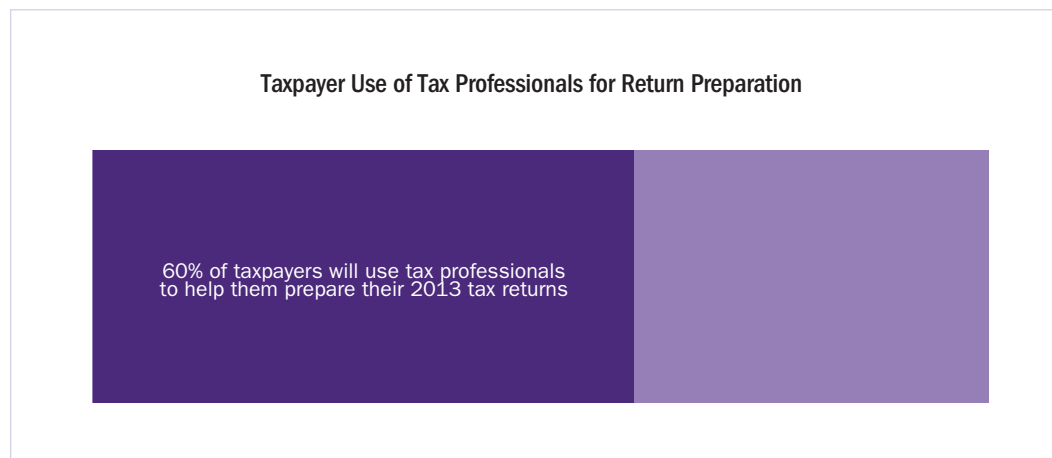 Taxpayer Use of Tax Professionals for Return Preparation
60% of taxpayers will use tax professionals
to help them prepare their 2013 tax returns